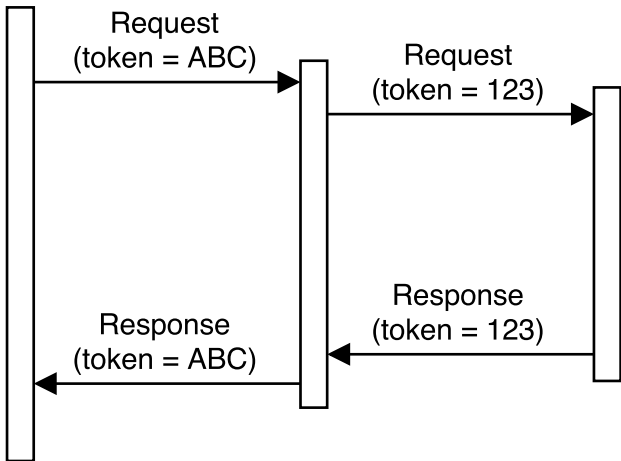 Request
(token = ABC)
Request
(token = 123)
Response
(token = 123)
Response
(token = ABC)